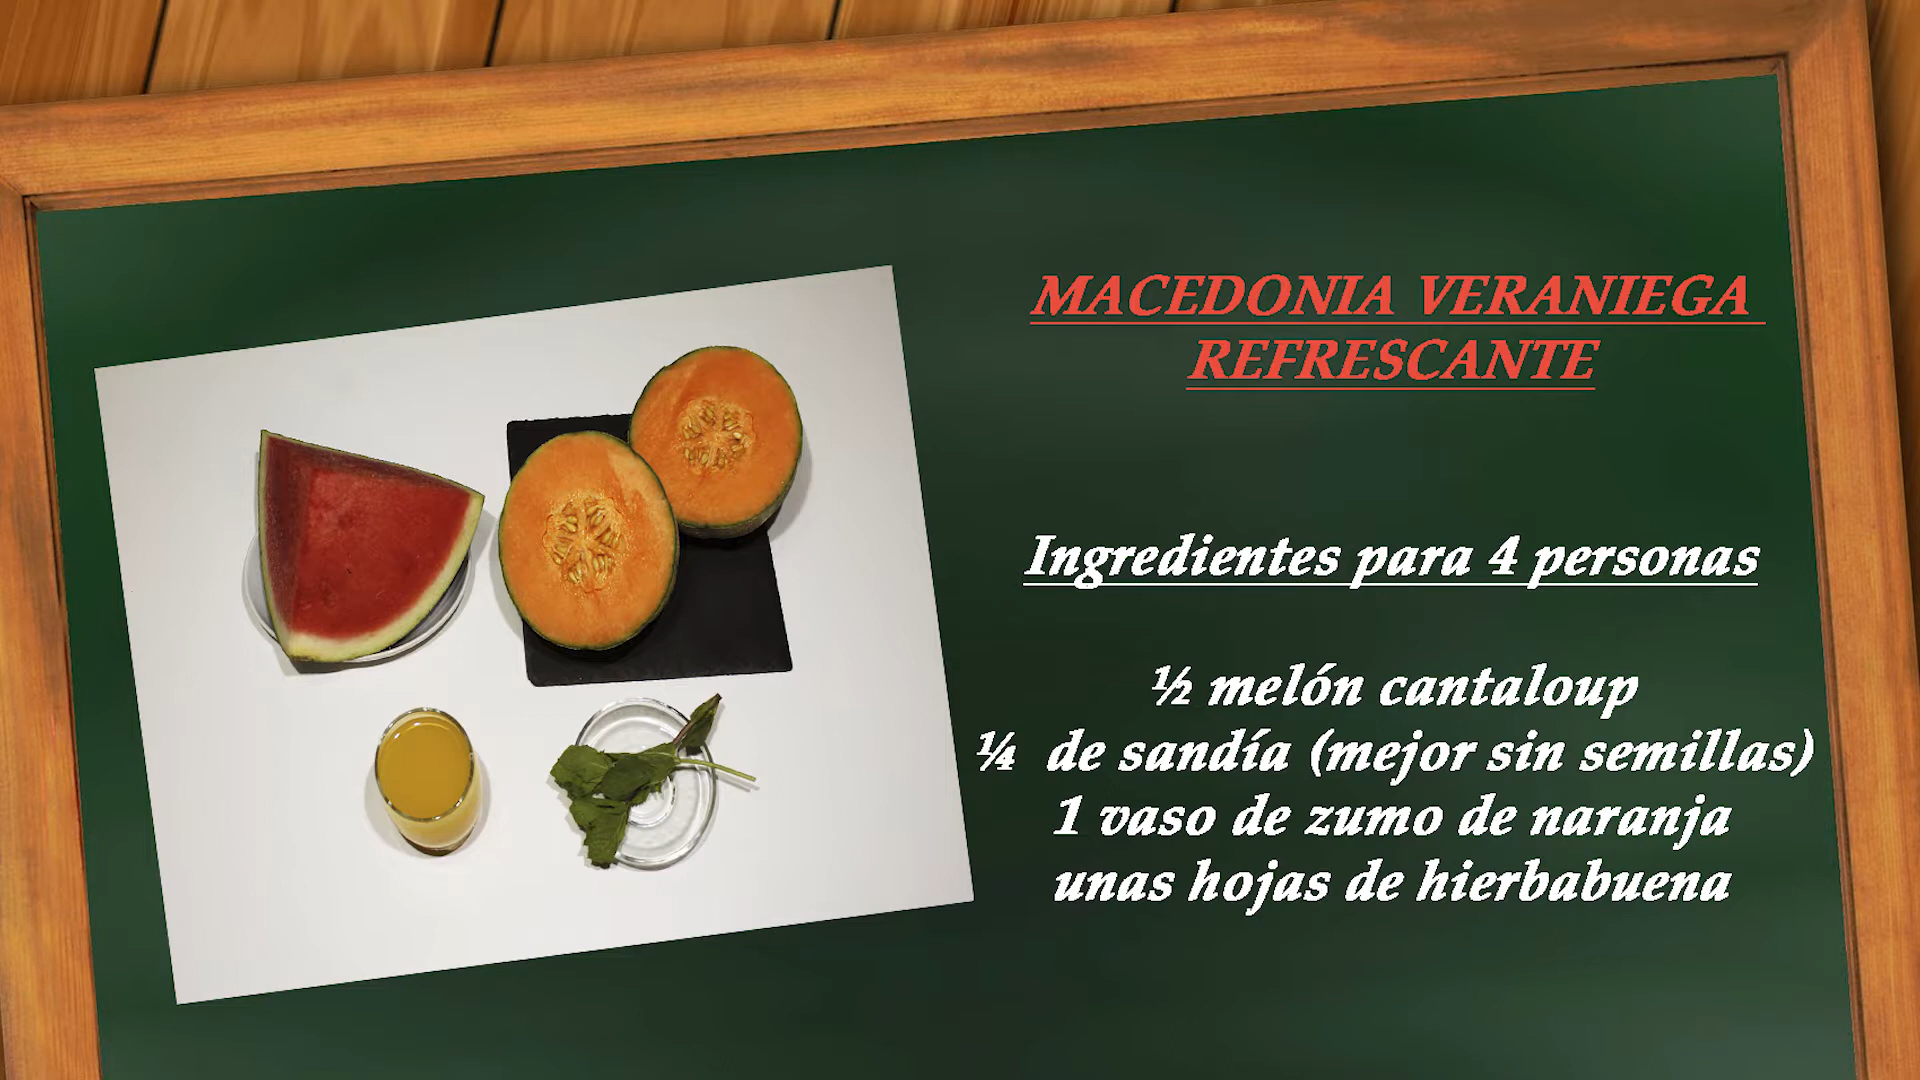 MACEDONIA VERANIEGA
REFRESCANTE
Ingredientes para 4 personas
½ melón cantaloup
¼ de sandía (mejor sin semillas)
1 vaso de zumo de naranja
unas hojas de hierbabuena